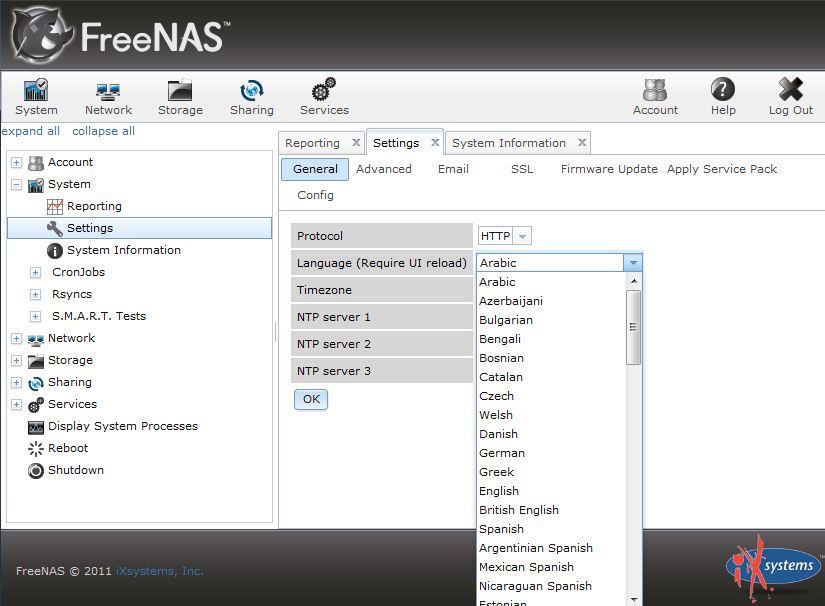 FreeNAS™
System Network Storage Sharing Services Account Help Log Out
expand all collapse all
Reporting Settings System Information
General Advanced Email SSL Firmware Update Apply Service Pack
Config
Account
System
Reporting
Settings
System Information
CronJobs
Rsyncs
S.M.A.R.T. Tests
Network
Storage
Sharing
Services
Display System Processes
Reboot
Shutdown
Protocol HTTP
Language (Require UI reload) Arabic
Timezone
NTP server 1
NTP server 2
NTP server 3
OK
Arabic
Azerbaijani
Bulgarian
Bengali
Bosnian
Catalan
Czech
Welsh
Danish
German
Greek
English
British English
Spanish
Argentinian Spanish
Mexican Spanish
Nicaraguan Spanish
Estonian
FreeNAS © 2011 iXsystems, Inc.
iXsystems™